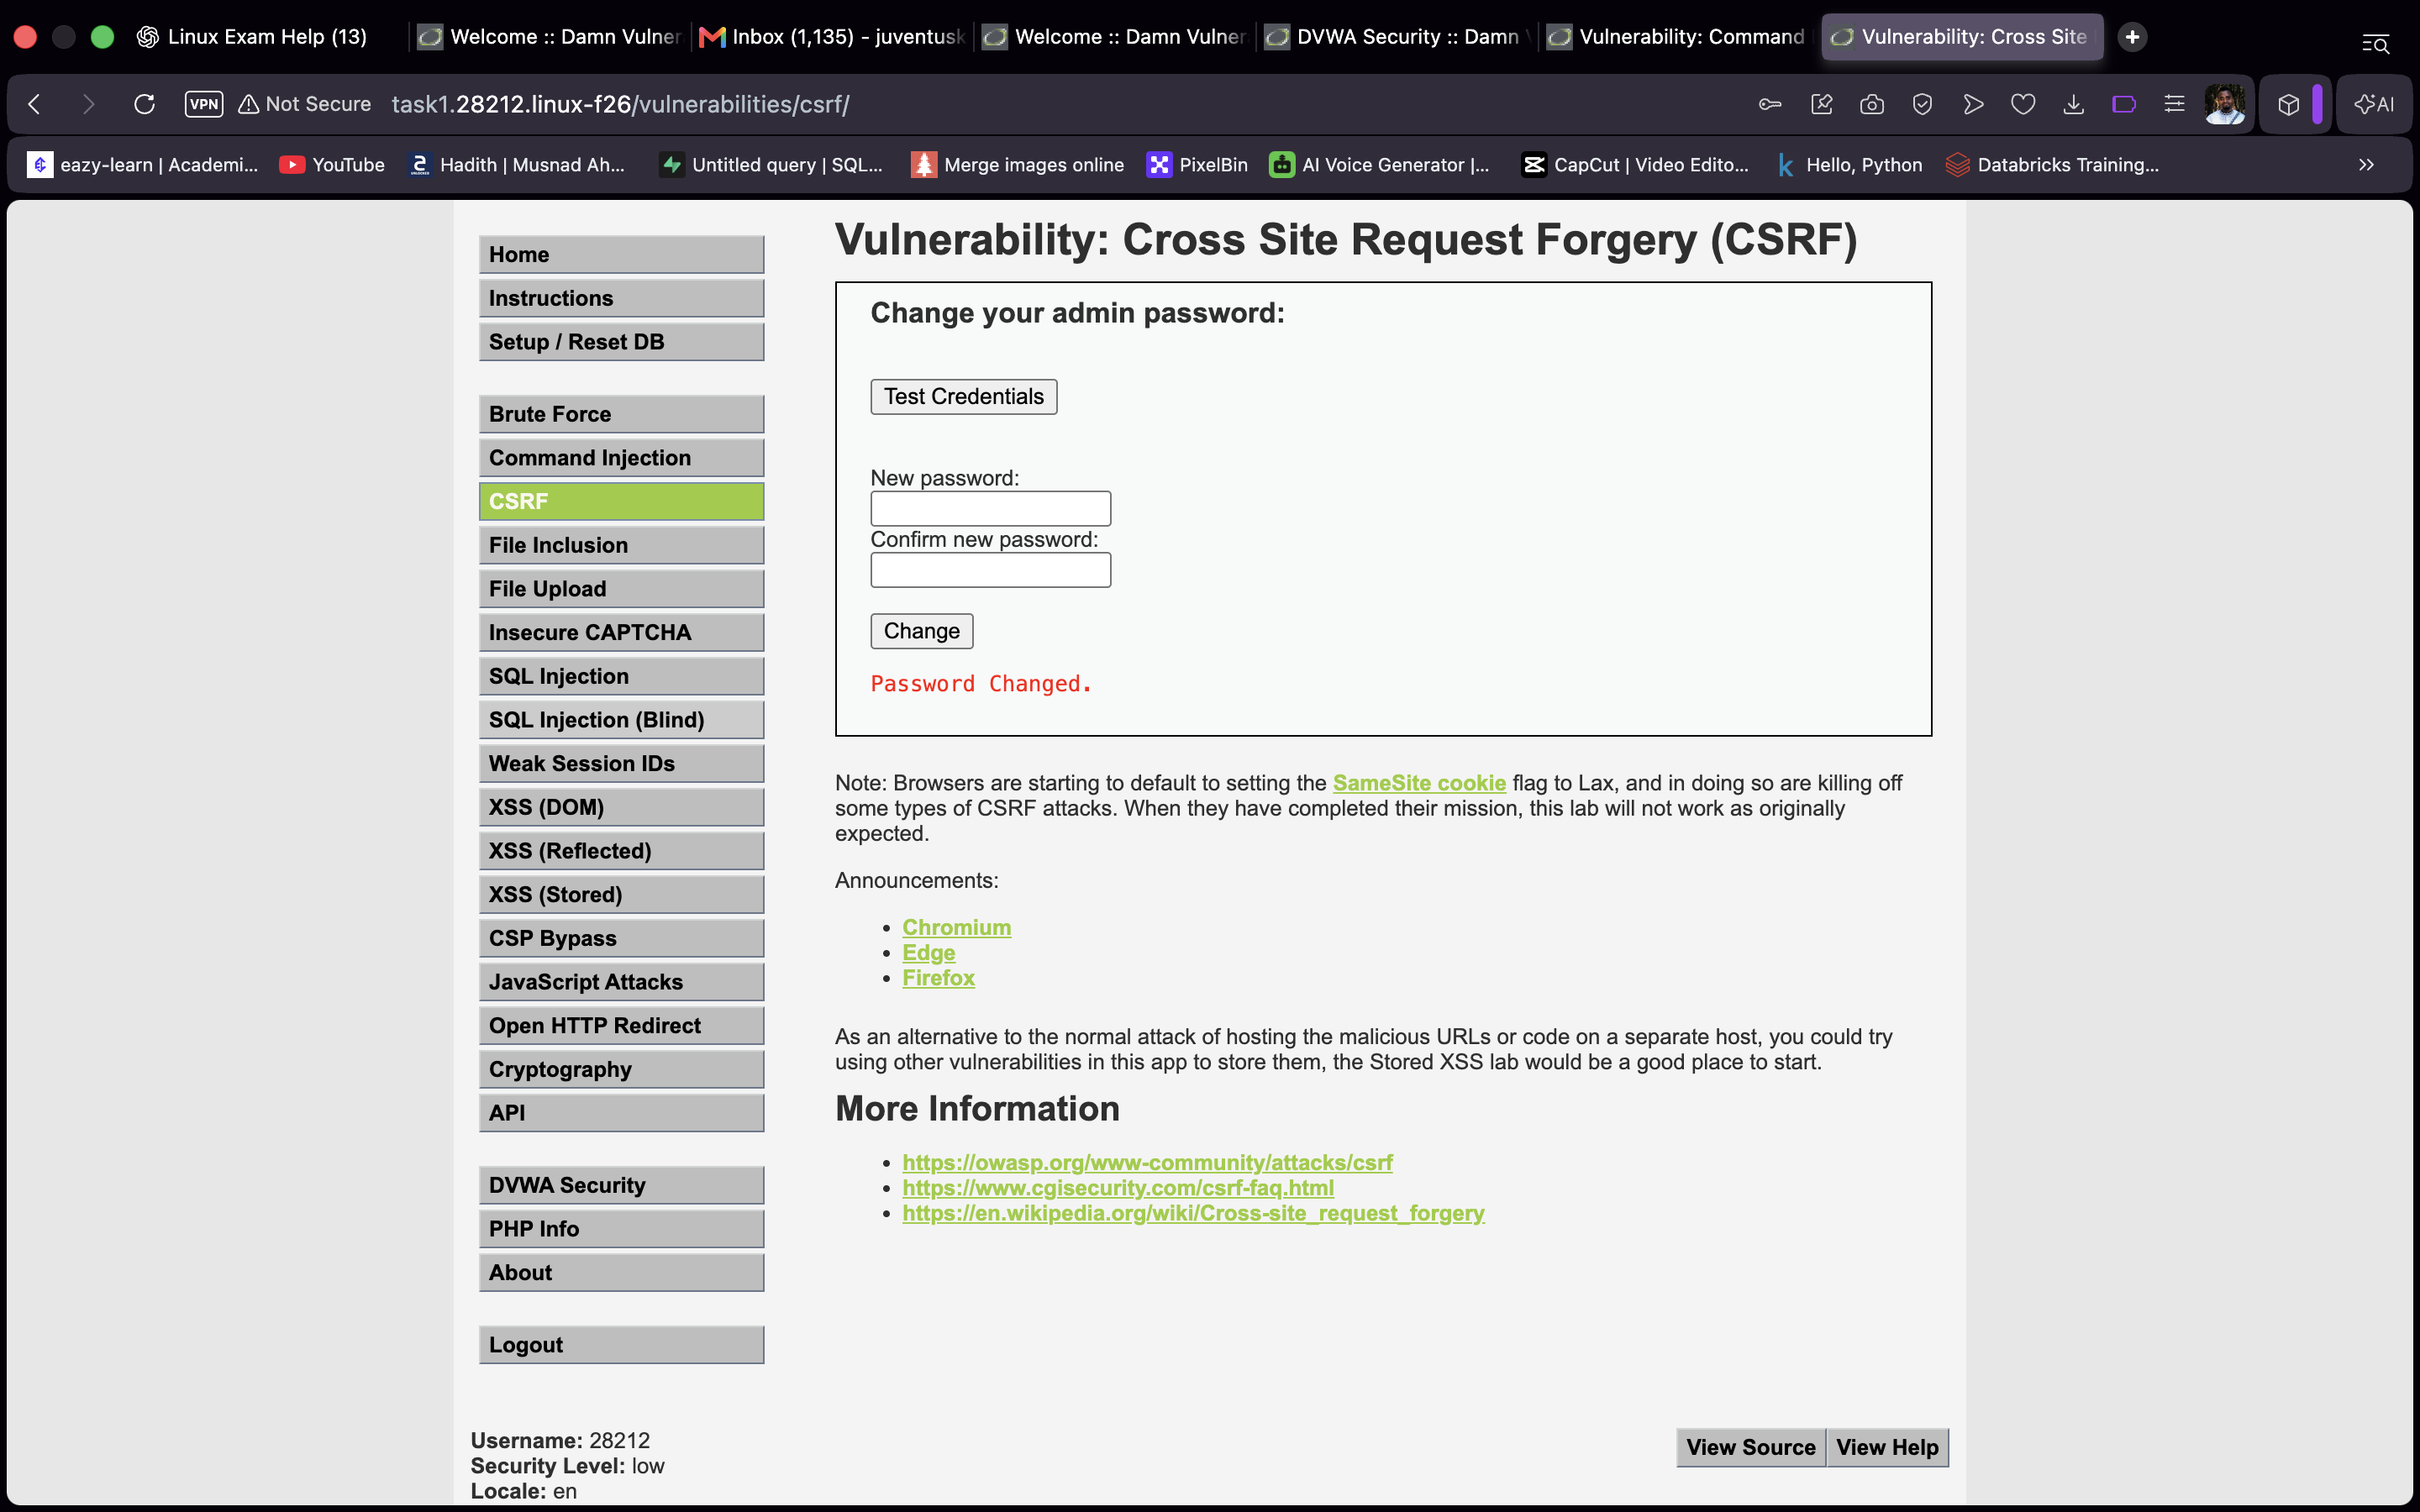 Linux Exam Help (13)
Welcome :: Damn Vulner
Inbox (1,135) - juventusk
Welcome :: Damn Vulner
DVWA Security :: Damn V
Vulnerability: Command
Vulnerability: Cross Site
VPN
Not Secure
task1.28212.linux-f26/vulnerabilities/csrf/
AI
eazy-learn | Academi...
YouTube
Hadith | Musnad Ah...
Untitled query | SQL...
Merge images online
PixelBin
AI Voice Generator |...
CapCut | Video Edito...
Hello, Python
Databricks Training...
Home
Instructions
Setup / Reset DB
Brute Force
Command Injection
CSRF
File Inclusion
File Upload
Insecure CAPTCHA
SQL Injection
SQL Injection (Blind)
Weak Session IDs
XSS (DOM)
XSS (Reflected)
XSS (Stored)
CSP Bypass
JavaScript Attacks
Open HTTP Redirect
Cryptography
API
DVWA Security
PHP Info
About
Logout
Vulnerability: Cross Site Request Forgery (CSRF)
Change your admin password:
Test Credentials
New password:
Confirm new password:
Change
Password Changed.
Note: Browsers are starting to default to setting the SameSite cookie flag to Lax, and in doing so are killing off
some types of CSRF attacks. When they have completed their mission, this lab will not work as originally
expected.
Announcements:
Chromium
Edge
Firefox
As an alternative to the normal attack of hosting the malicious URLs or code on a separate host, you could try
using other vulnerabilities in this app to store them, the Stored XSS lab would be a good place to start.
More Information
https://owasp.org/www-community/attacks/csrf
https://www.cgisecurity.com/csrf-faq.html
https://en.wikipedia.org/wiki/Cross-site_request_forgery
Username: 28212
Security Level: low
Locale: en
View Source
View Help